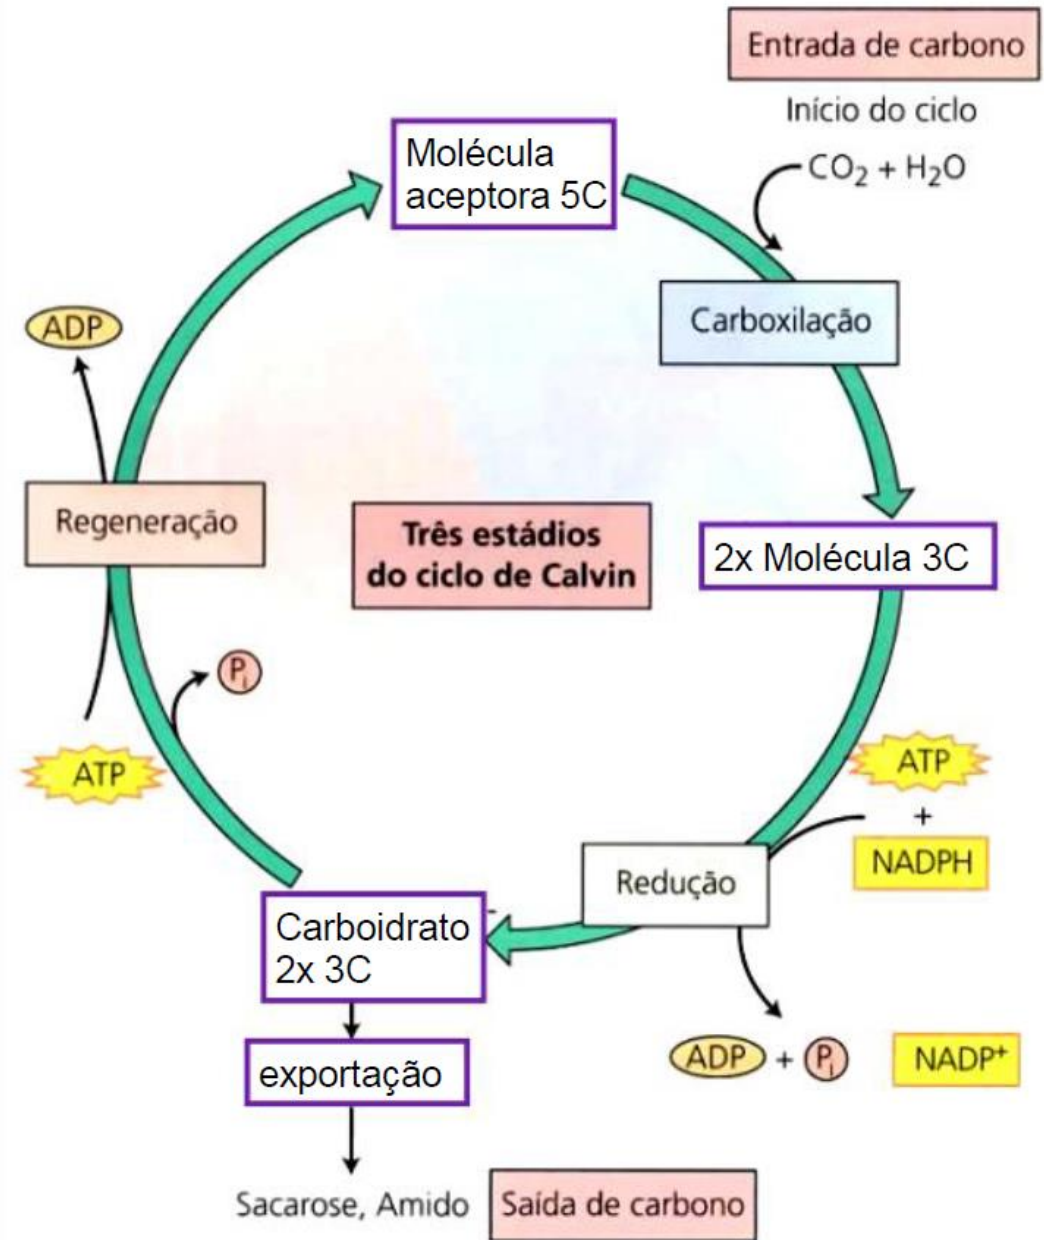 Entrada de carbono
Início do ciclo
CO₂ + H₂O
Molécula
aceptora 5C
Carboxilação
ADP
Regeneração
Três estádios
do ciclo de Calvin
2x Molécula 3C
Pᵢ
ATP
ATP
+
NADPH
Redução
Carboidrato
2x 3C
-
exportação
ADP + Pᵢ NADP⁺
Sacarose, Amido
Saída de carbono